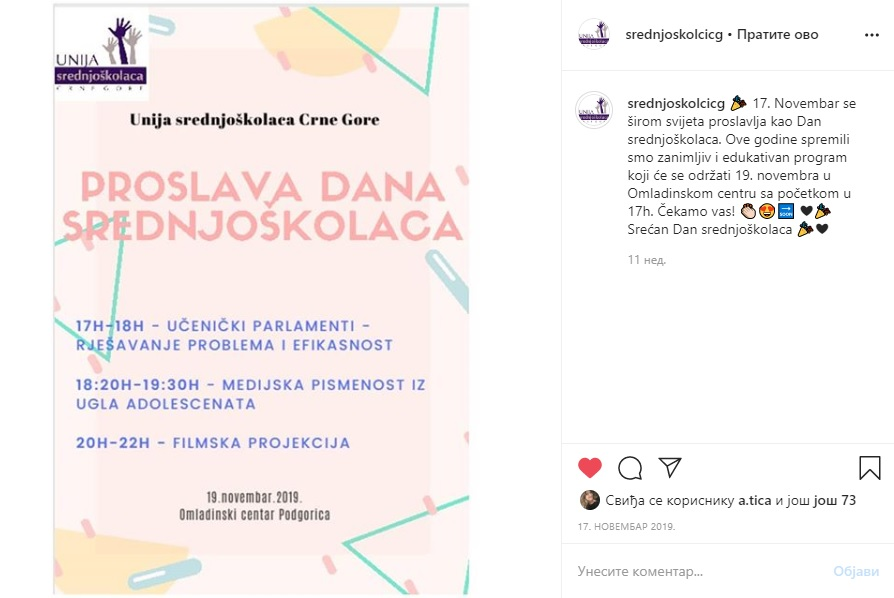 UNIJA
srednjoškolaca
CRNE GORE
Unija srednjoškolaca Crne Gore
PROSLAVA DANA
SREDNJOŠKOLACA
17H-18H - UČENIČKI PARLAMENTI -
RJEŠAVANJE PROBLEMA I EFIKASNOST
18:20H-19:30H - MEDIJSKA PISMENOST IZ
UGLA ADOLESCENATA
20H-22H - FILMSKA PROJEKCIJA
19.novembar.2019.
Omladinski centar Podgorica
srednjoskolcicg • Пратите ово
srednjoskolcicg 🎉 17. Novembar se
širom svijeta proslavlja kao Dan
srednjoškolaca. Ove godine spremili
smo zanimljiv i edukativan program
koji će se održati 19. novembra u
Omladinskom centru sa početkom u
17h. Čekamo vas! 👏😍🔜🖤🎉
Srećan Dan srednjoškolaca 🎉🖤
11 нед.
Свиђа се кориснику a.tica и још још 73
17. НОВЕМБАР 2019.
Унесите коментар...
Објави